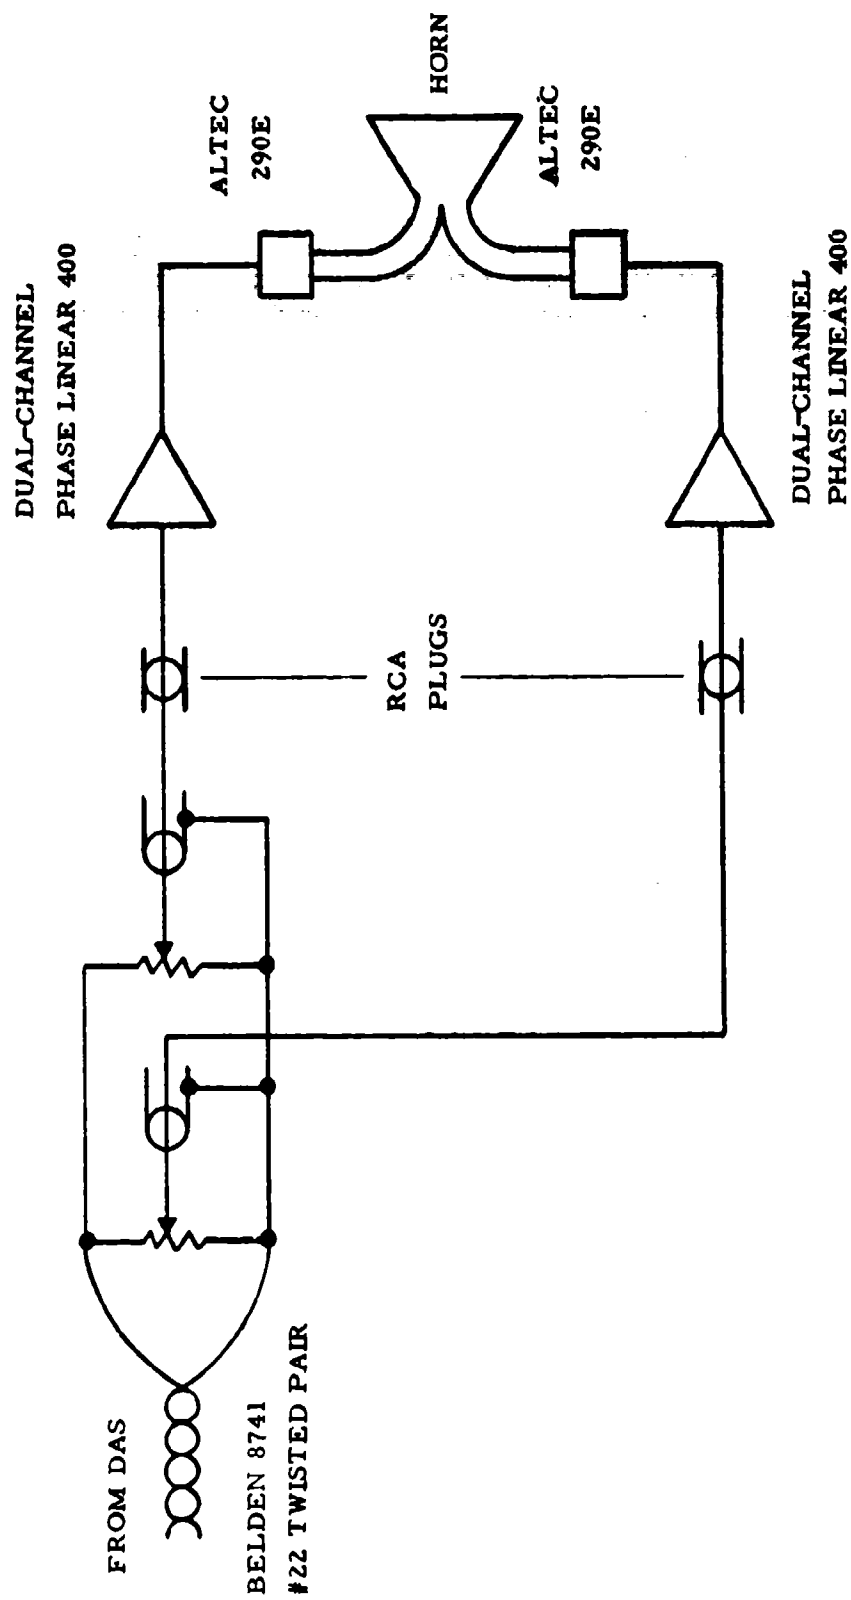 FROM DAS
BELDEN 8741
#22 TWISTED PAIR
DUAL-CHANNEL
PHASE LINEAR 400
RCA
PLUGS
ALTEC
290E
HORN
ALTEC
290E
DUAL-CHANNEL
PHASE LINEAR 400